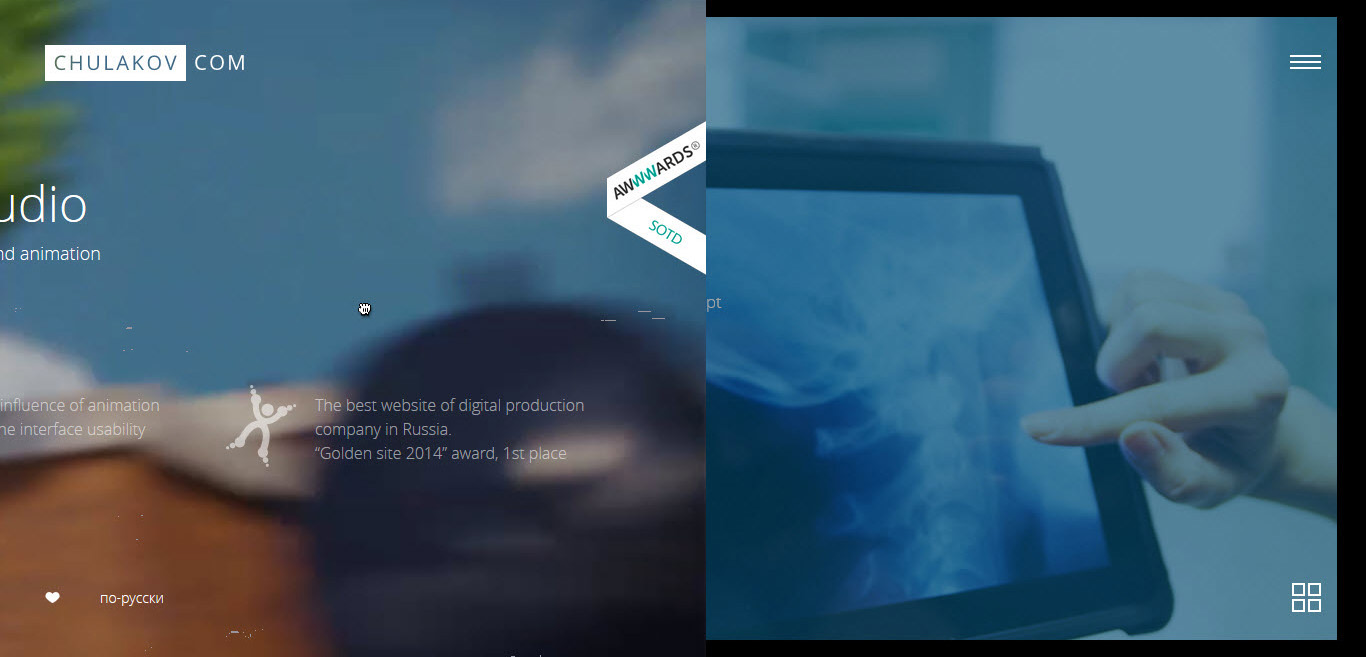 CHULAKOV COM
AWWWARDS®
SOTD
udio
nd animation
pt
influence of animation
he interface usability
The best website of digital production
company in Russia.
“Golden site 2014” award, 1st place
по-русски